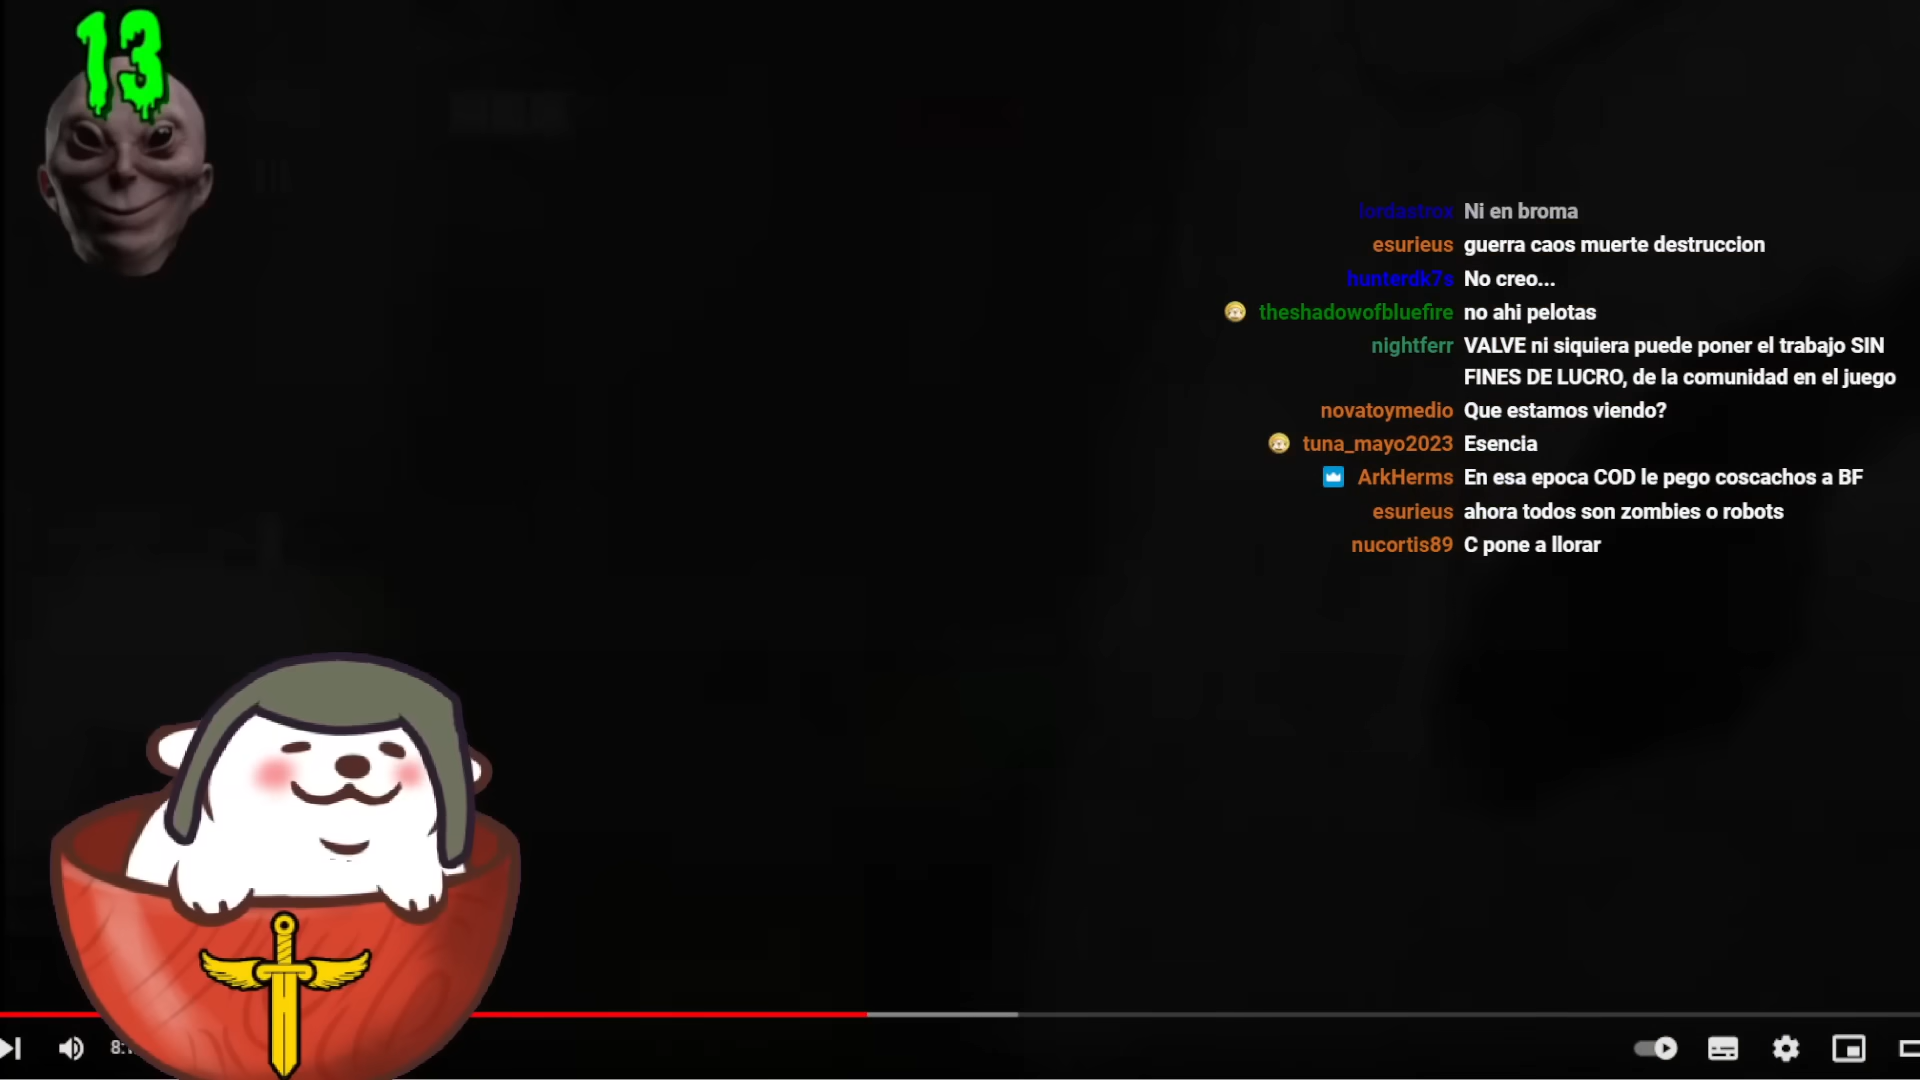 13
lordastrox Ni en broma
esurieus guerra caos muerte destruccion
hunterdk7s No creo...
theshadowofbluefire no ahi pelotas
nightferr VALVE ni siquiera puede poner el trabajo SIN
FINES DE LUCRO, de la comunidad en el juego
novatoymedio Que estamos viendo?
tuna_mayo2023 Esencia
ArkHerms En esa epoca COD le pego coscachos a BF
esurieus ahora todos son zombies o robots
nucortis89 C pone a llorar
8: